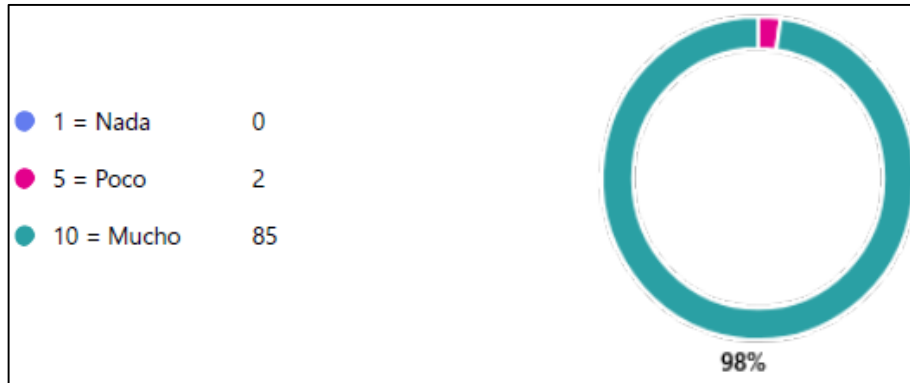 1 = Nada 0
5 = Poco 2
10 = Mucho 85
98%